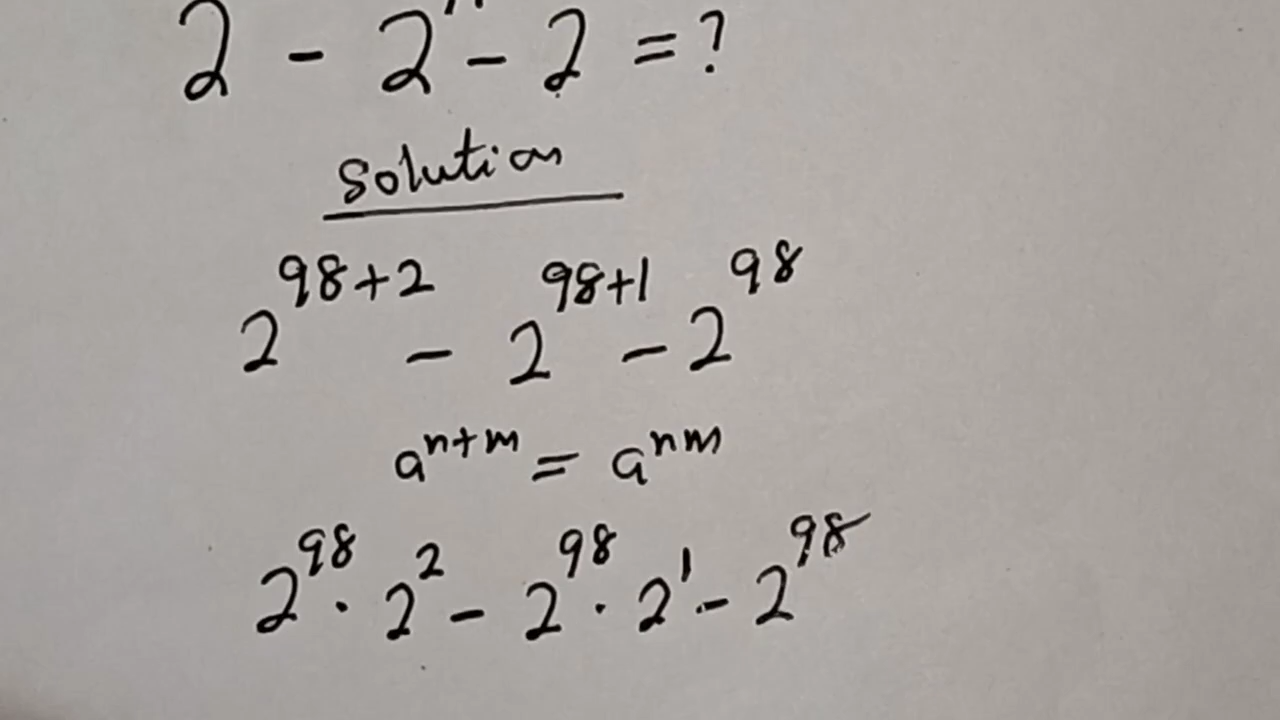 2 - 2 - 2 = ?
Solution
2^{98+2} - 2^{98+1} - 2^{98}
a^{n+m} = a^{nm}
2^{98} · 2^2 - 2^{98} · 2^1 - 2^{98}